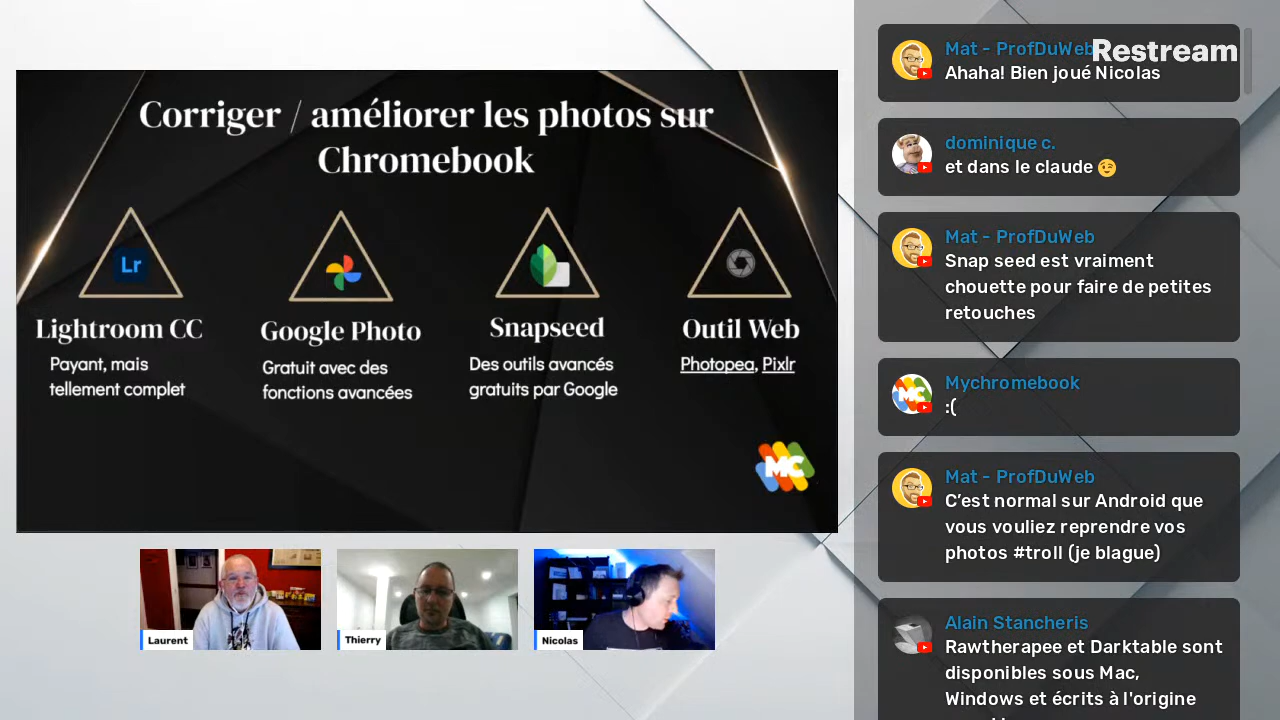 Corriger / améliorer les photos sur
Chromebook
Lr
Lightroom CC
Payant, mais
tellement complet
Google Photo
Gratuit avec des
fonctions avancées
Snapseed
Des outils avancés
gratuits par Google
Outil Web
Photopea, Pixlr
MC
Laurent
Thierry
Nicolas
Restream
Mat - ProfDuWeb
Ahaha! Bien joué Nicolas
dominique c.
et dans le claude 😉
Mat - ProfDuWeb
Snap seed est vraiment
chouette pour faire de petites
retouches
MC
Mychromebook
:(
Mat - ProfDuWeb
C’est normal sur Android que
vous vouliez reprendre vos
photos #troll (je blague)
Alain Stancheris
Rawtherapee et Darktable sont
disponibles sous Mac,
Windows et écrits à l'origine